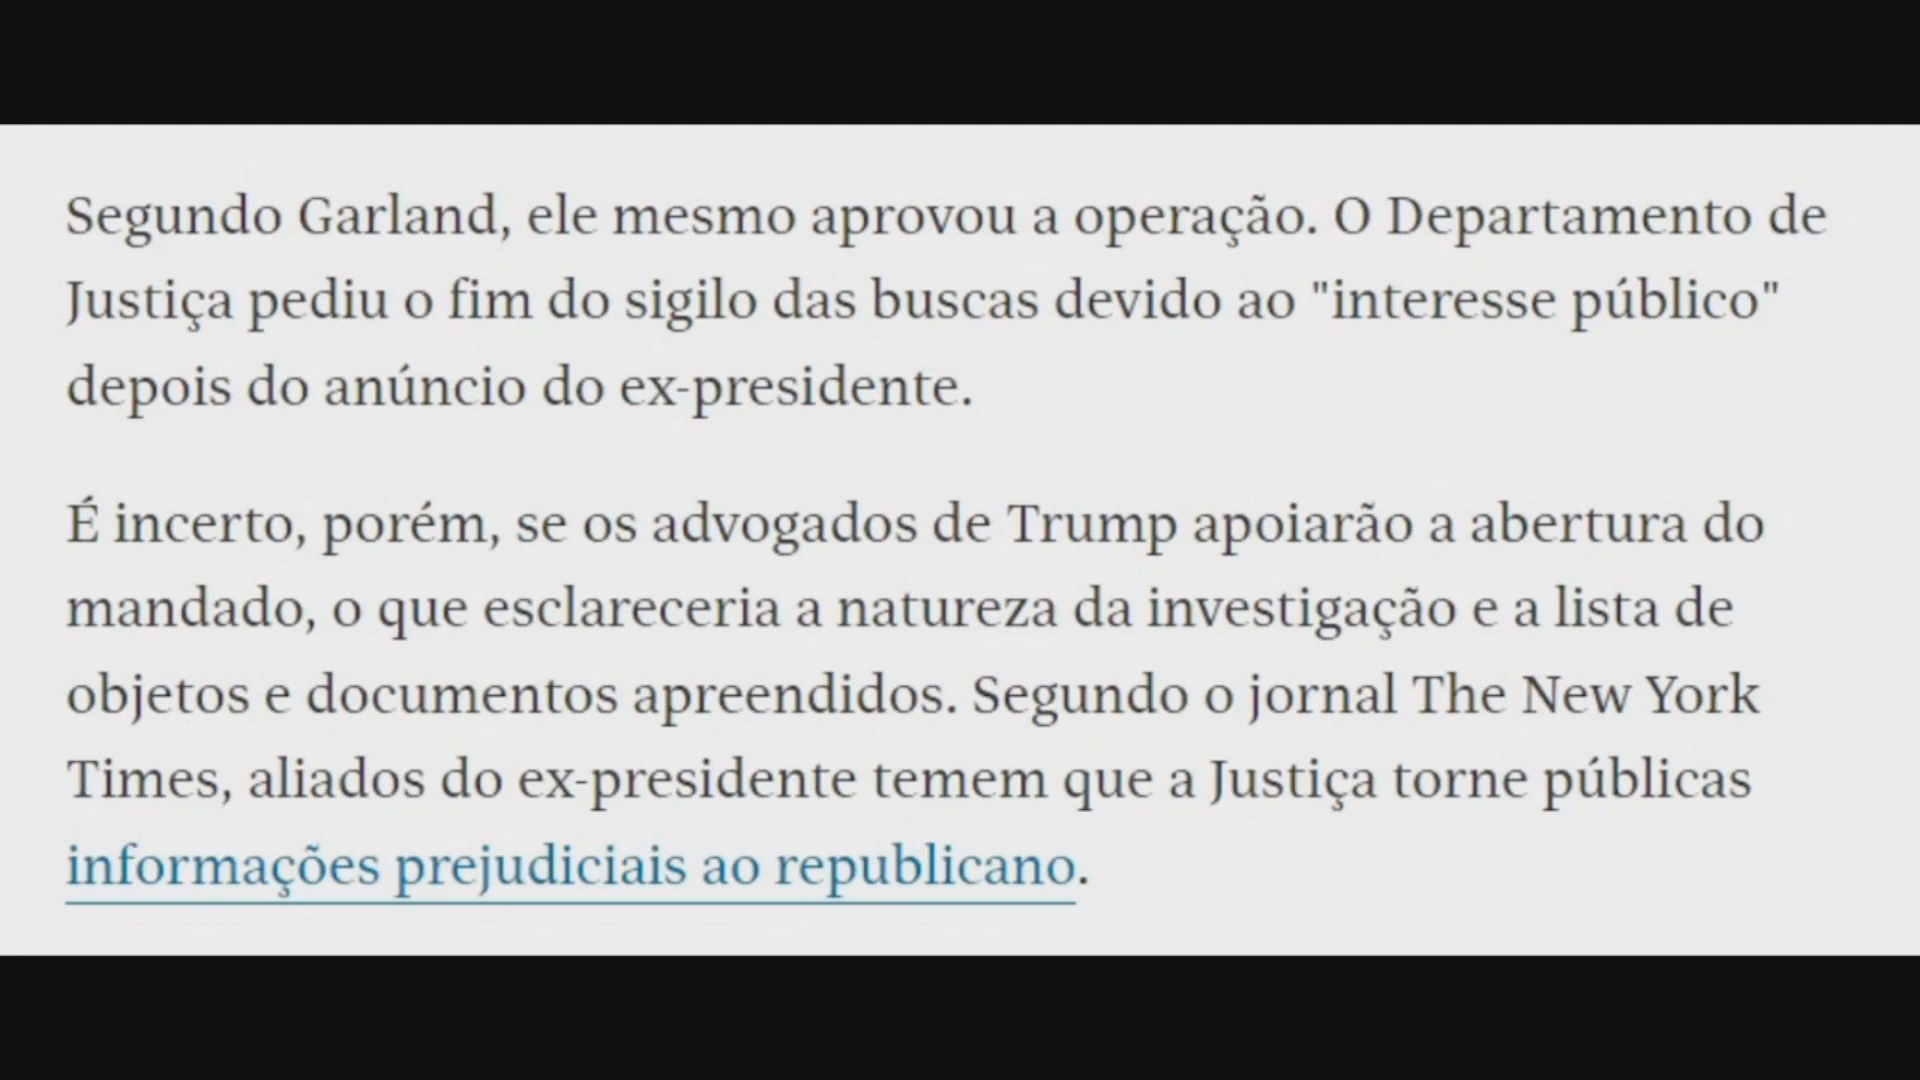 Segundo Garland, ele mesmo aprovou a operação. O Departamento de
Justiça pediu o fim do sigilo das buscas devido ao "interesse público"
depois do anúncio do ex-presidente.
É incerto, porém, se os advogados de Trump apoiarão a abertura do
mandado, o que esclareceria a natureza da investigação e a lista de
objetos e documentos apreendidos. Segundo o jornal The New York
Times, aliados do ex-presidente temem que a Justiça torne públicas
informações prejudiciais ao republicano.